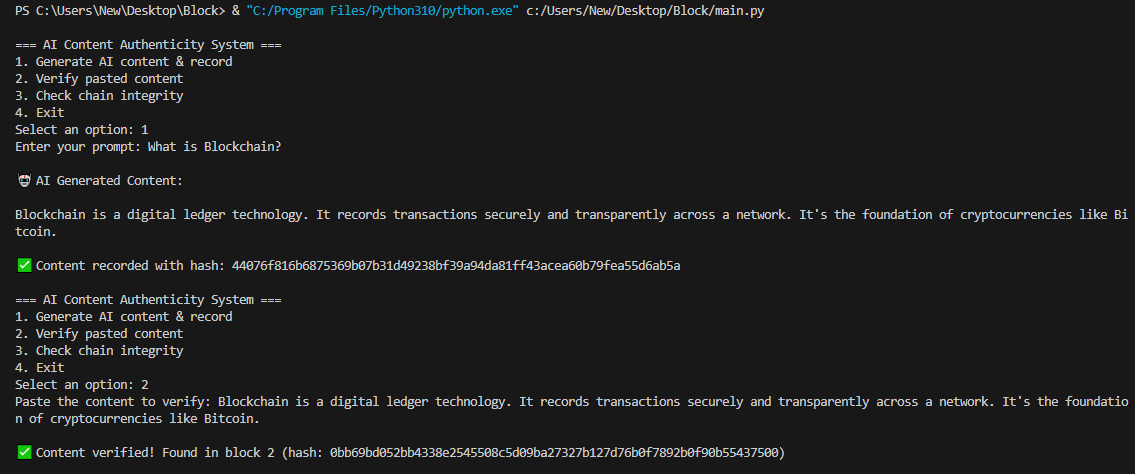 PS C:\Users\New\Desktop\Block> & "C:/Program Files/Python310/python.exe" c:/Users/New/Desktop/Block/main.py
=== AI Content Authenticity System ===
1. Generate AI content & record
2. Verify pasted content
3. Check chain integrity
4. Exit
Select an option: 1
Enter your prompt: What is Blockchain?
🤖 AI Generated Content:
Blockchain is a digital ledger technology. It records transactions securely and transparently across a network. It's the foundation of cryptocurrencies like Bi
tcoin.
✅ Content recorded with hash: 44076f816b6875369b07b31d49238bf39a94da81ff43acea60b79fea55d6ab5a
=== AI Content Authenticity System ===
1. Generate AI content & record
2. Verify pasted content
3. Check chain integrity
4. Exit
Select an option: 2
Paste the content to verify: Blockchain is a digital ledger technology. It records transactions securely and transparently across a network. It's the foundatio
n of cryptocurrencies like Bitcoin.
✅ Content verified! Found in block 2 (hash: 0bb69bd052bb4338e2545508c5d09ba27327b127d76b0f7892b0f90b55437500)